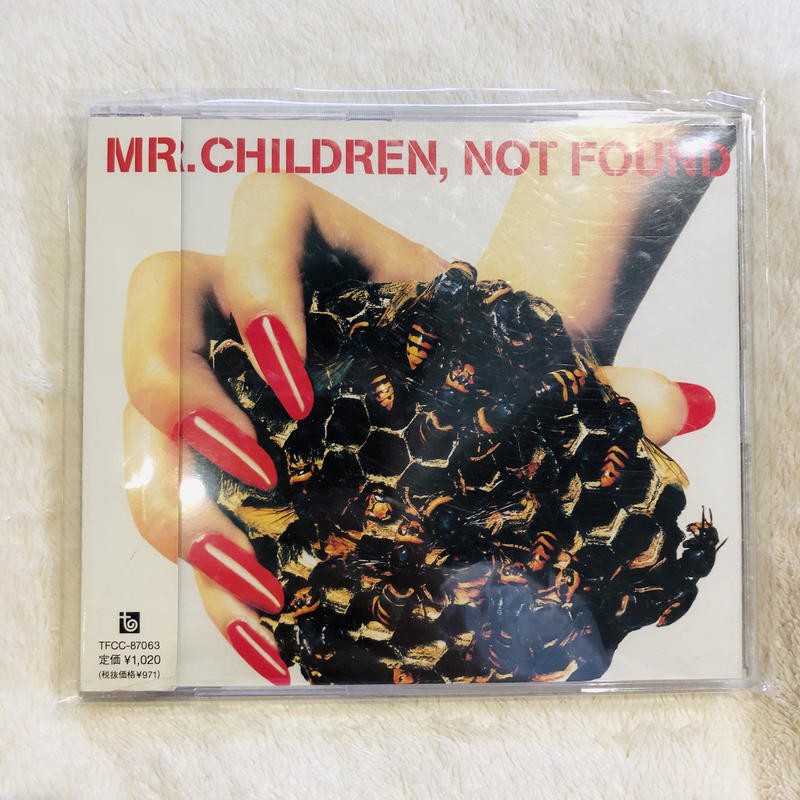 MR.CHILDREN, NOT FOUND
TFCC-87063
定価 ¥1,020
(税抜価格¥971)